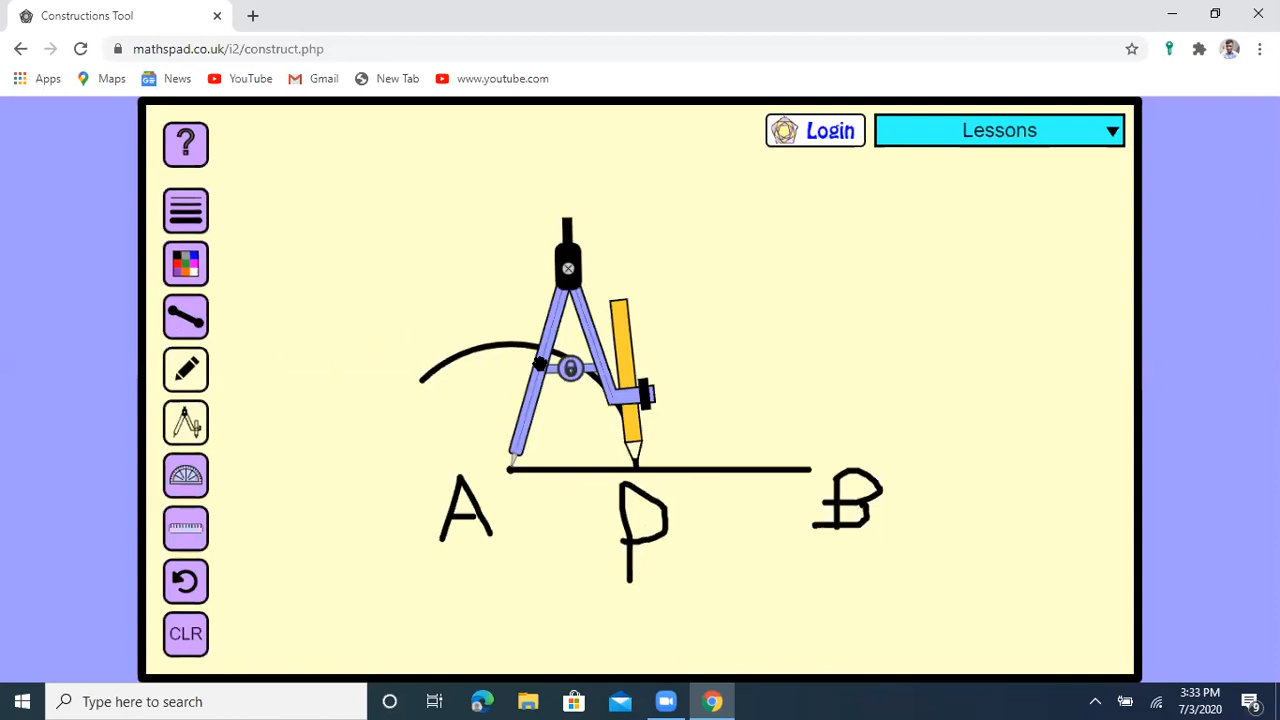 Constructions Tool
mathspad.co.uk/i2/construct.php
Apps Maps News YouTube Gmail New Tab www.youtube.com
? Login Lessons
A P B
CLR
Type here to search
3:33 PM
7/3/2020
9